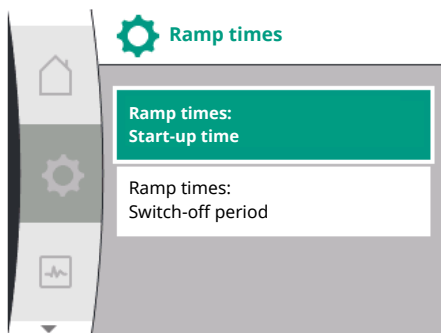 Ramp times
Ramp times:
Start-up time
Ramp times:
Switch-off period